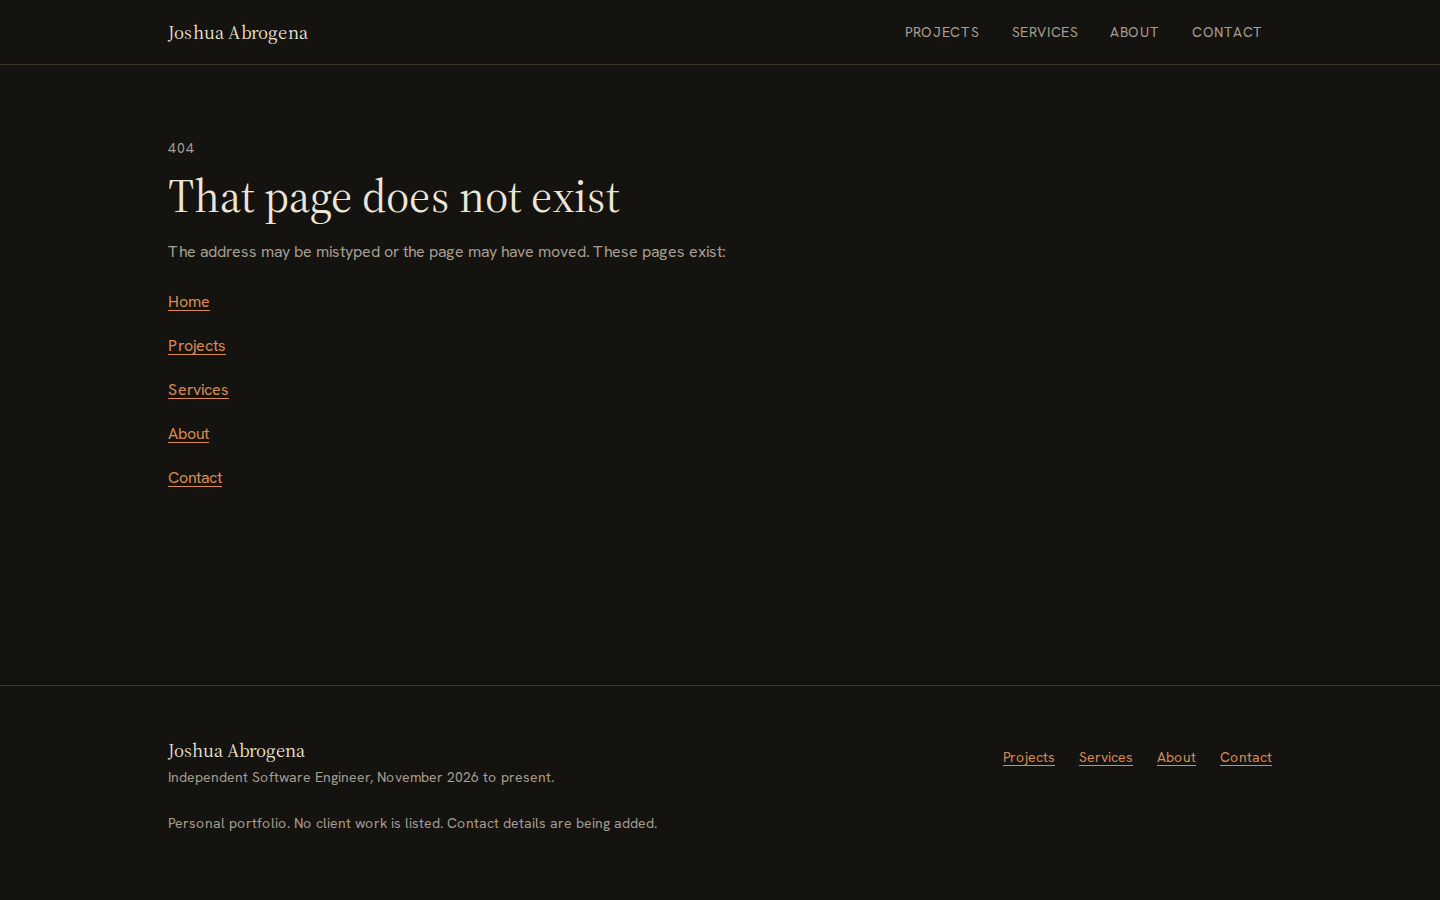 Joshua Abrogena
PROJECTS SERVICES ABOUT CONTACT
404
That page does not exist
The address may be mistyped or the page may have moved. These pages exist:
Home
Projects
Services
About
Contact
Joshua Abrogena
Independent Software Engineer, November 2026 to present.
Projects Services About Contact
Personal portfolio. No client work is listed. Contact details are being added.